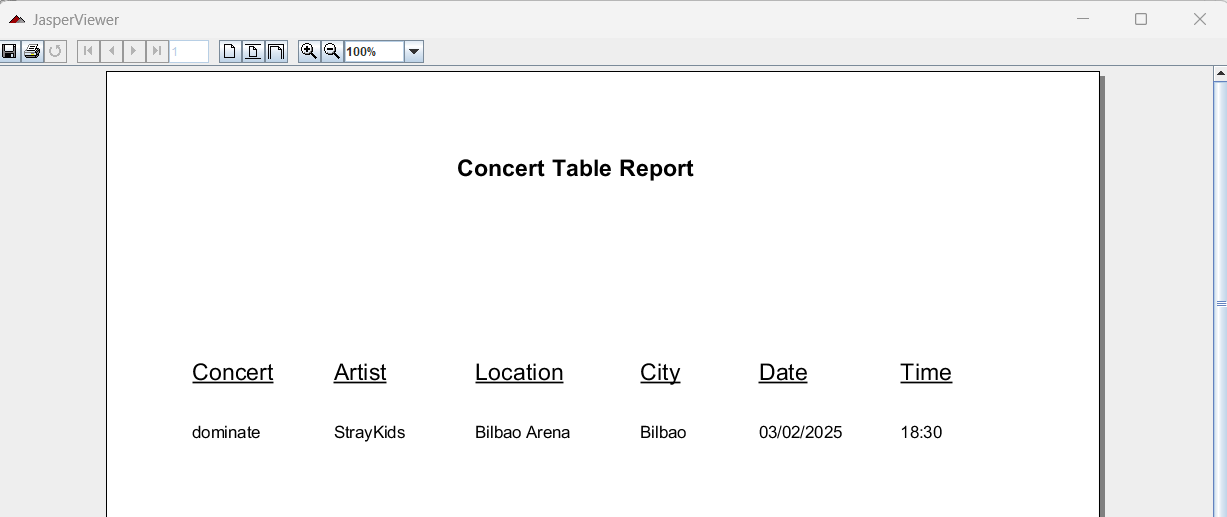 JasperViewer
1 100%
Concert Table Report
Concert Artist Location City Date Time
dominate StrayKids Bilbao Arena Bilbao 03/02/2025 18:30